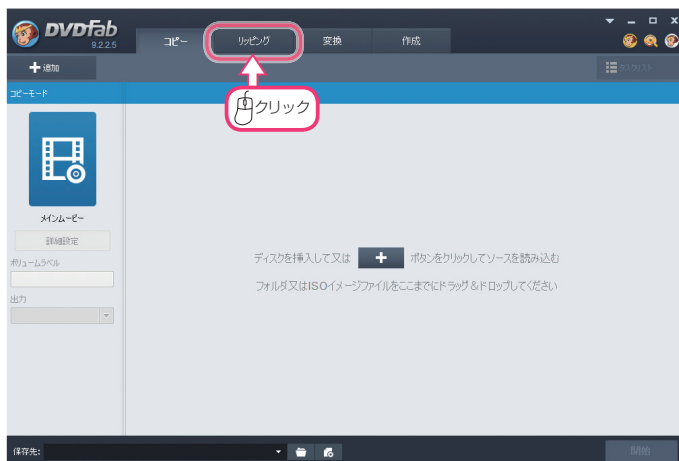 DVDFab
9.2.2.5
コピー リッピング 変換 作成
追加 タスクリスト
コピーモード
クリック
メインムービー
詳細設定
ディスクを挿入して又は + ボタンをクリックしてソースを読み込む
ボリュームラベル
フォルダ又はISOイメージファイルをここまでにドラッグ&ドロップしてください
出力
保存先:
開始